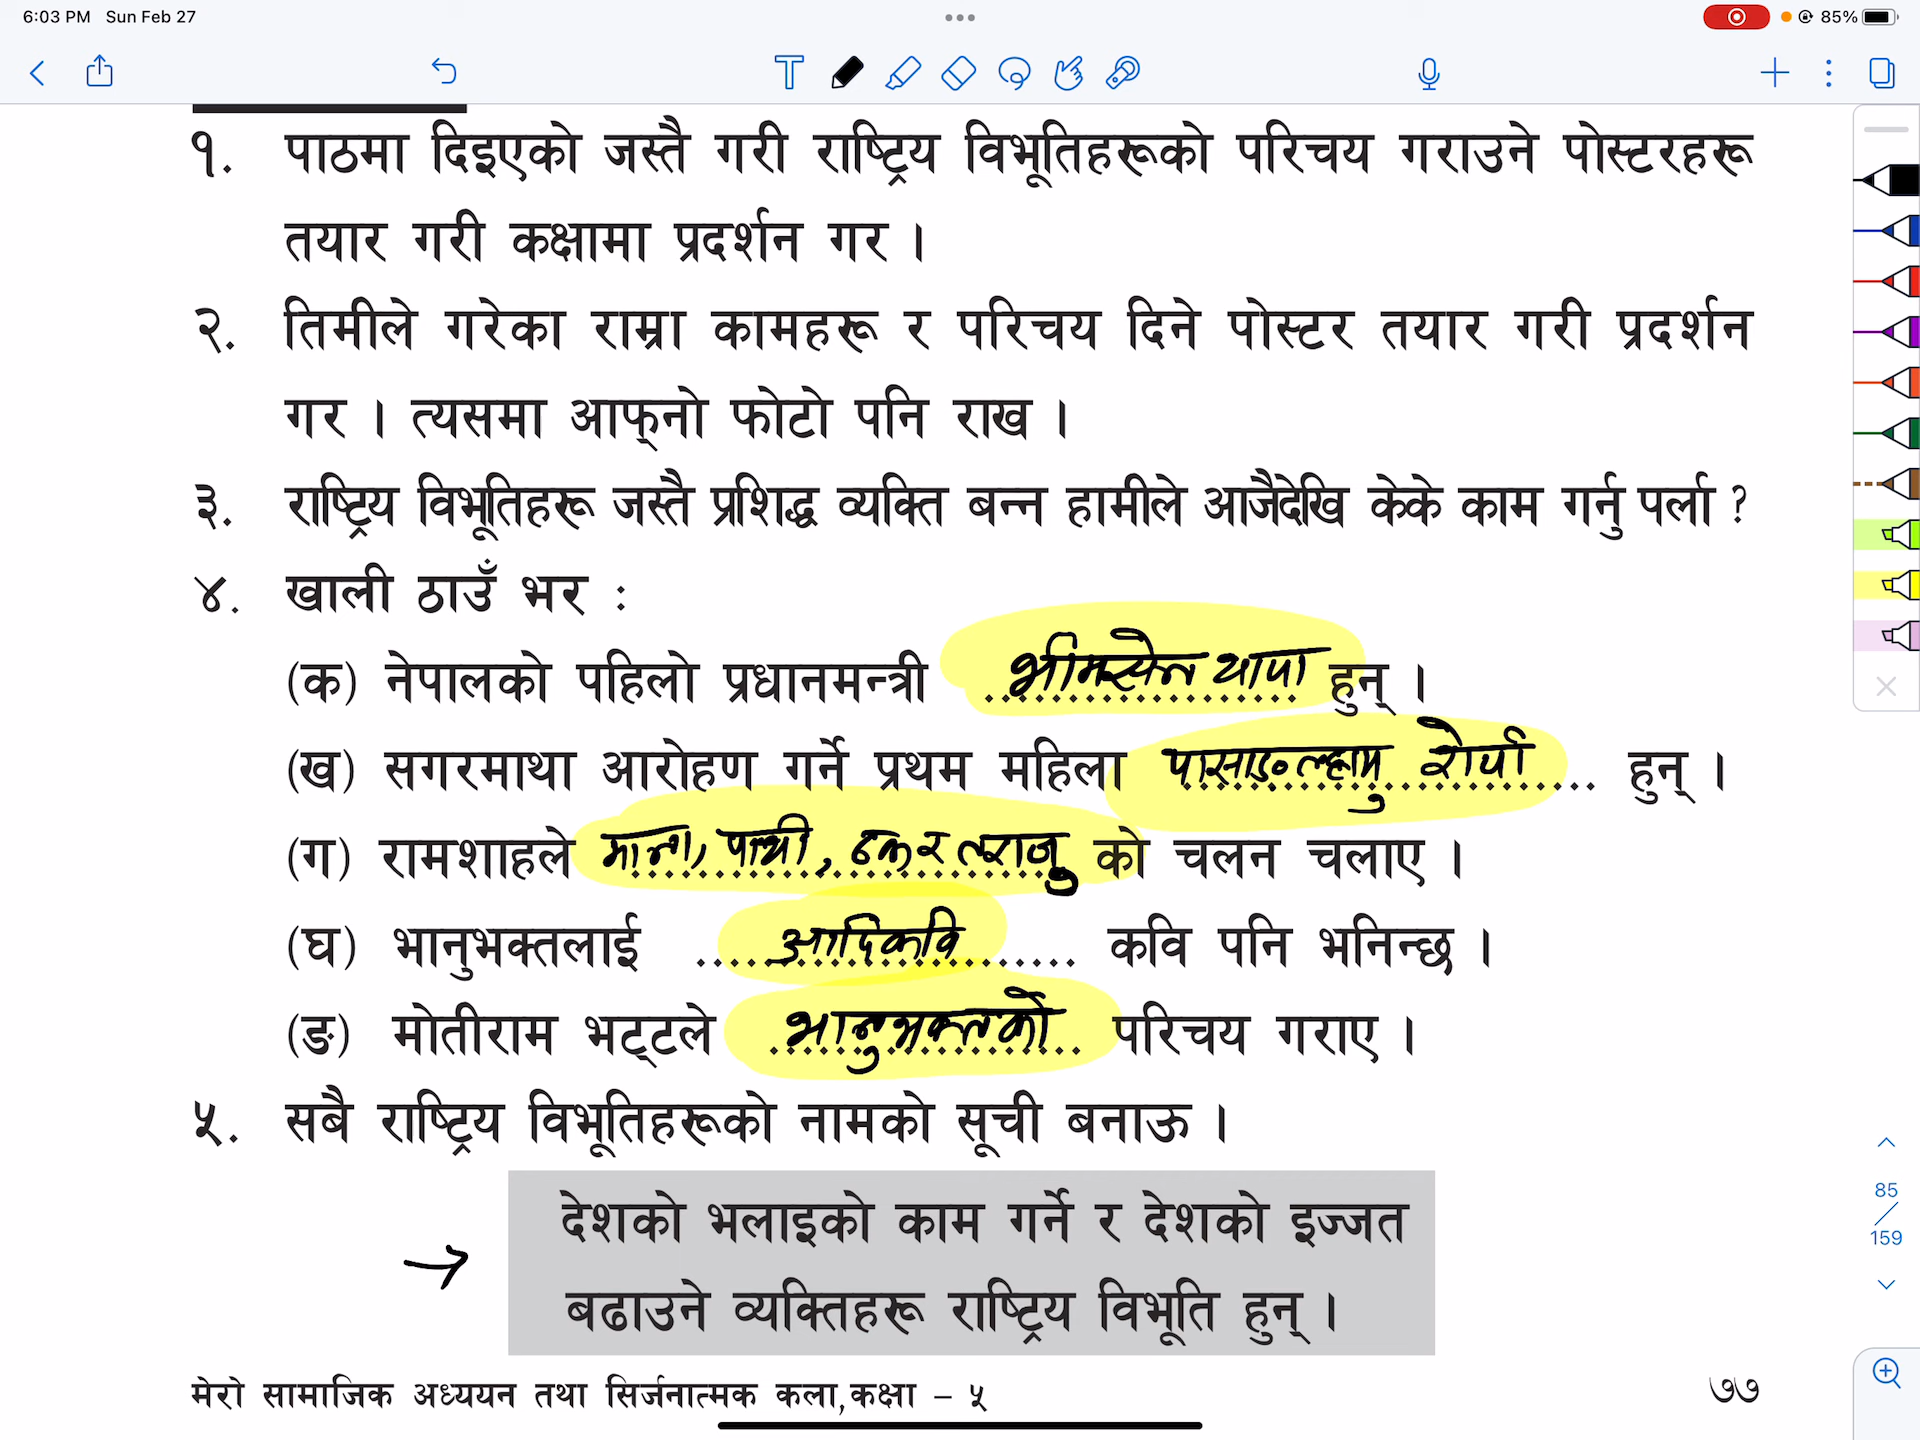 6:03 PM Sun Feb 27
85%
१. पाठमा दिइएको जस्तै गरी राष्ट्रिय विभूतिहरूको परिचय गराउने पोस्टरहरू
तयार गरी कक्षामा प्रदर्शन गर ।
२. तिमीले गरेका राम्रा कामहरू र परिचय दिने पोस्टर तयार गरी प्रदर्शन
गर । त्यसमा आफ्नो फोटो पनि राख ।
३. राष्ट्रिय विभूतिहरू जस्तै प्रशिद्ध व्यक्ति बन्न हामीले आजैदेखि केके काम गर्नु पर्ला ?
४. खाली ठाउँ भर :
(क) नेपालको पहिलो प्रधानमन्त्री भीमसेन थापा हुन् ।
(ख) सगरमाथा आरोहण गर्ने प्रथम महिला पासाङल्हामु शेर्पा हुन् ।
(ग) रामशाहले माना, पाथी, ढक र तराजु को चलन चलाए ।
(घ) भानुभक्तलाई आदिकवि कवि पनि भनिन्छ ।
(ङ) मोतीराम भट्टले भानुभक्तको परिचय गराए ।
५. सबै राष्ट्रिय विभूतिहरूको नामको सूची बनाऊ ।
→ देशको भलाइको काम गर्ने र देशको इज्जत
बढाउने व्यक्तिहरू राष्ट्रिय विभूति हुन् ।
85
/
159
मेरो सामाजिक अध्ययन तथा सिर्जनात्मक कला,कक्षा – ५ ७७